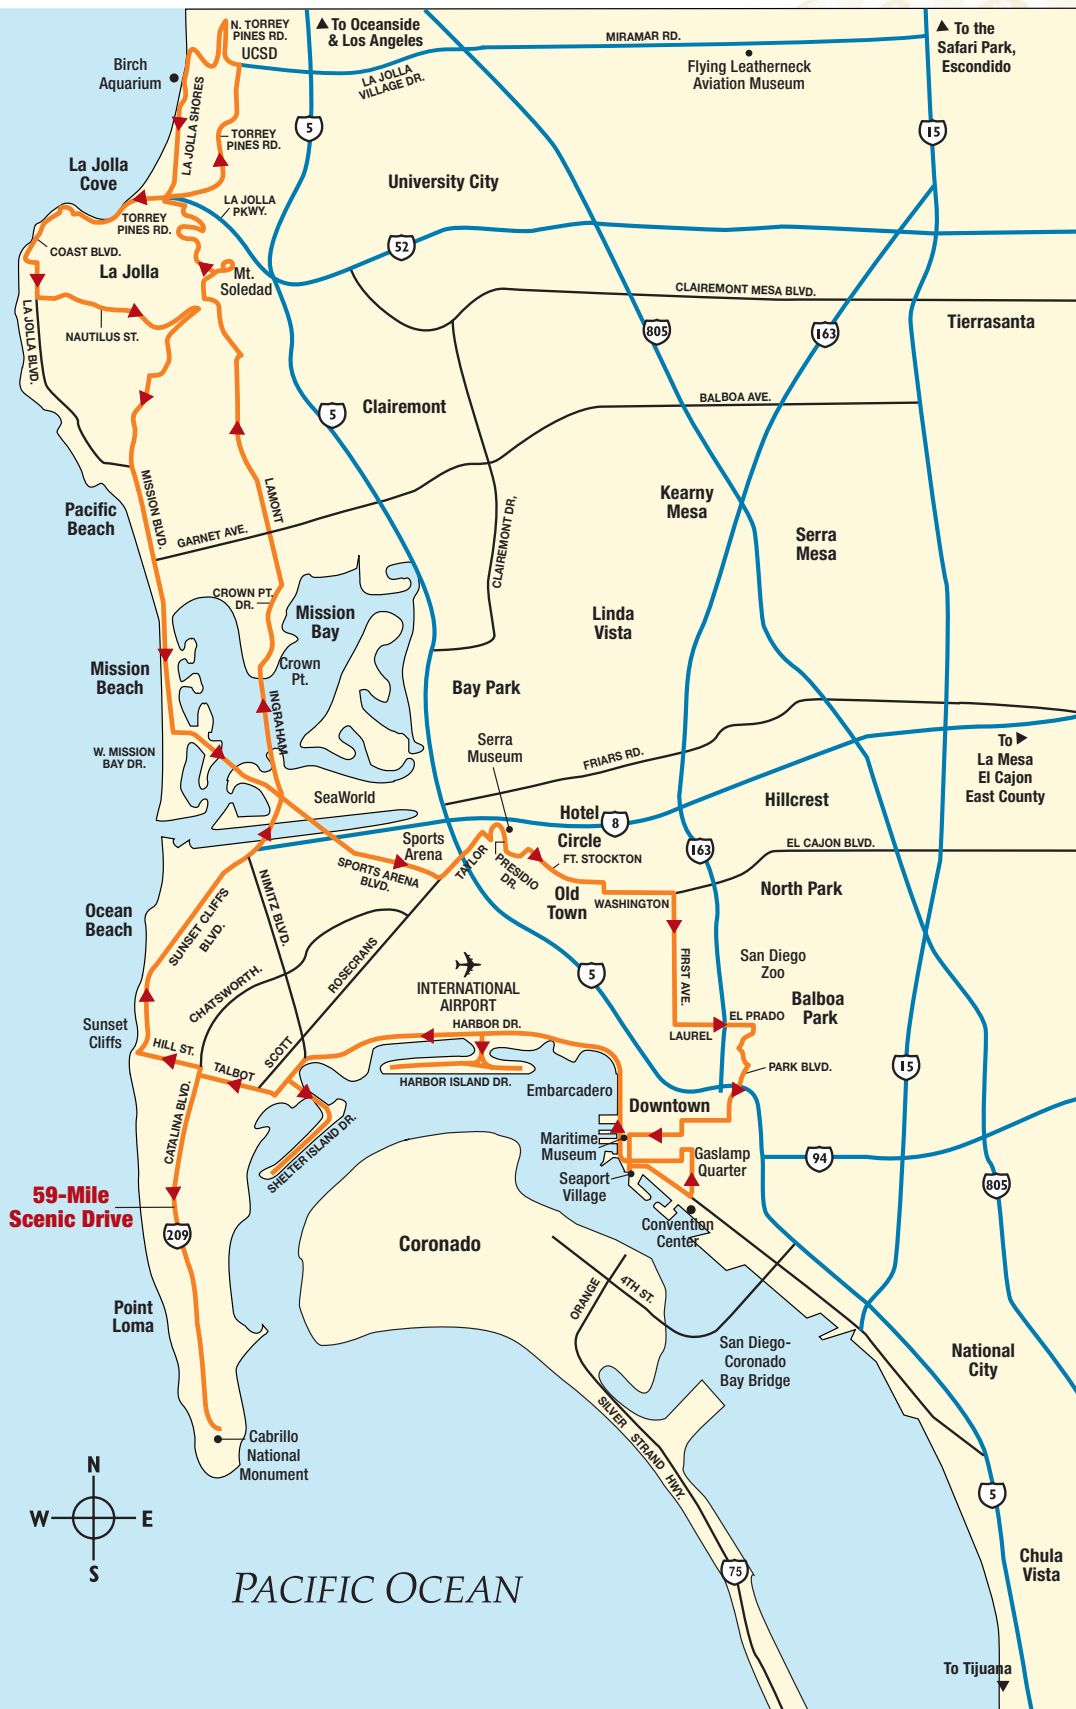 N. TORREY
PINES RD.
UCSD
To Oceanside
& Los Angeles
MIRAMAR RD.
To the
Safari Park,
Escondido
Birch
Aquarium
LA JOLLA
VILLAGE DR.
Flying Leatherneck
Aviation Museum
LA JOLLA SHORES
5
15
TORREY
PINES RD.
La Jolla
Cove
University City
LA JOLLA
PKWY.
TORREY
PINES RD.
COAST BLVD.
52
La Jolla
Mt.
Soledad
CLAIREMONT MESA BLVD.
LA JOLLA BLVD.
NAUTILUS ST.
805
163
Tierrasanta
BALBOA AVE.
5
Clairemont
MISSION BLVD.
LAMONT
Pacific
Beach
Kearny
Mesa
GARNET AVE.
CLAIREMONT DR,
Serra
Mesa
CROWN PT.
DR.
Mission
Bay
Linda
Vista
Mission
Beach
Crown
Pt.
Bay Park
INGRAHAM
W. MISSION
BAY DR.
Serra
Museum
FRIARS RD.
To
La Mesa
El Cajon
East County
SeaWorld
Hotel
Circle
8
Hillcrest
Sports
Arena
TAYLOR
PRESIDIO
DR.
FT. STOCKTON
163
EL CAJON BLVD.
SPORTS ARENA
BLVD.
NIMITZ BLVD.
Old
Town
WASHINGTON
North Park
Ocean
Beach
SUNSET CLIFFS
BLVD.
ROSECRANS
CHATSWORTH.
INTERNATIONAL
AIRPORT
5
FIRST AVE.
San Diego
Zoo
Balboa
Park
Sunset
Cliffs
HARBOR DR.
EL PRADO
LAUREL
HILL ST.
TALBOT
SCOTT
HARBOR ISLAND DR.
Embarcadero
PARK BLVD.
15
CATALINA BLVD.
SHELTER ISLAND DR.
Downtown
Maritime
Museum
Gaslamp
Quarter
94
Seaport
Village
805
59-Mile
Scenic Drive
209
Convention
Center
Coronado
ORANGE
4TH ST.
Point
Loma
San Diego-
Coronado
Bay Bridge
National
City
SILVER STRAND HWY.
Cabrillo
National
Monument
N
W E
S
5
PACIFIC OCEAN
75
Chula
Vista
To Tijuana